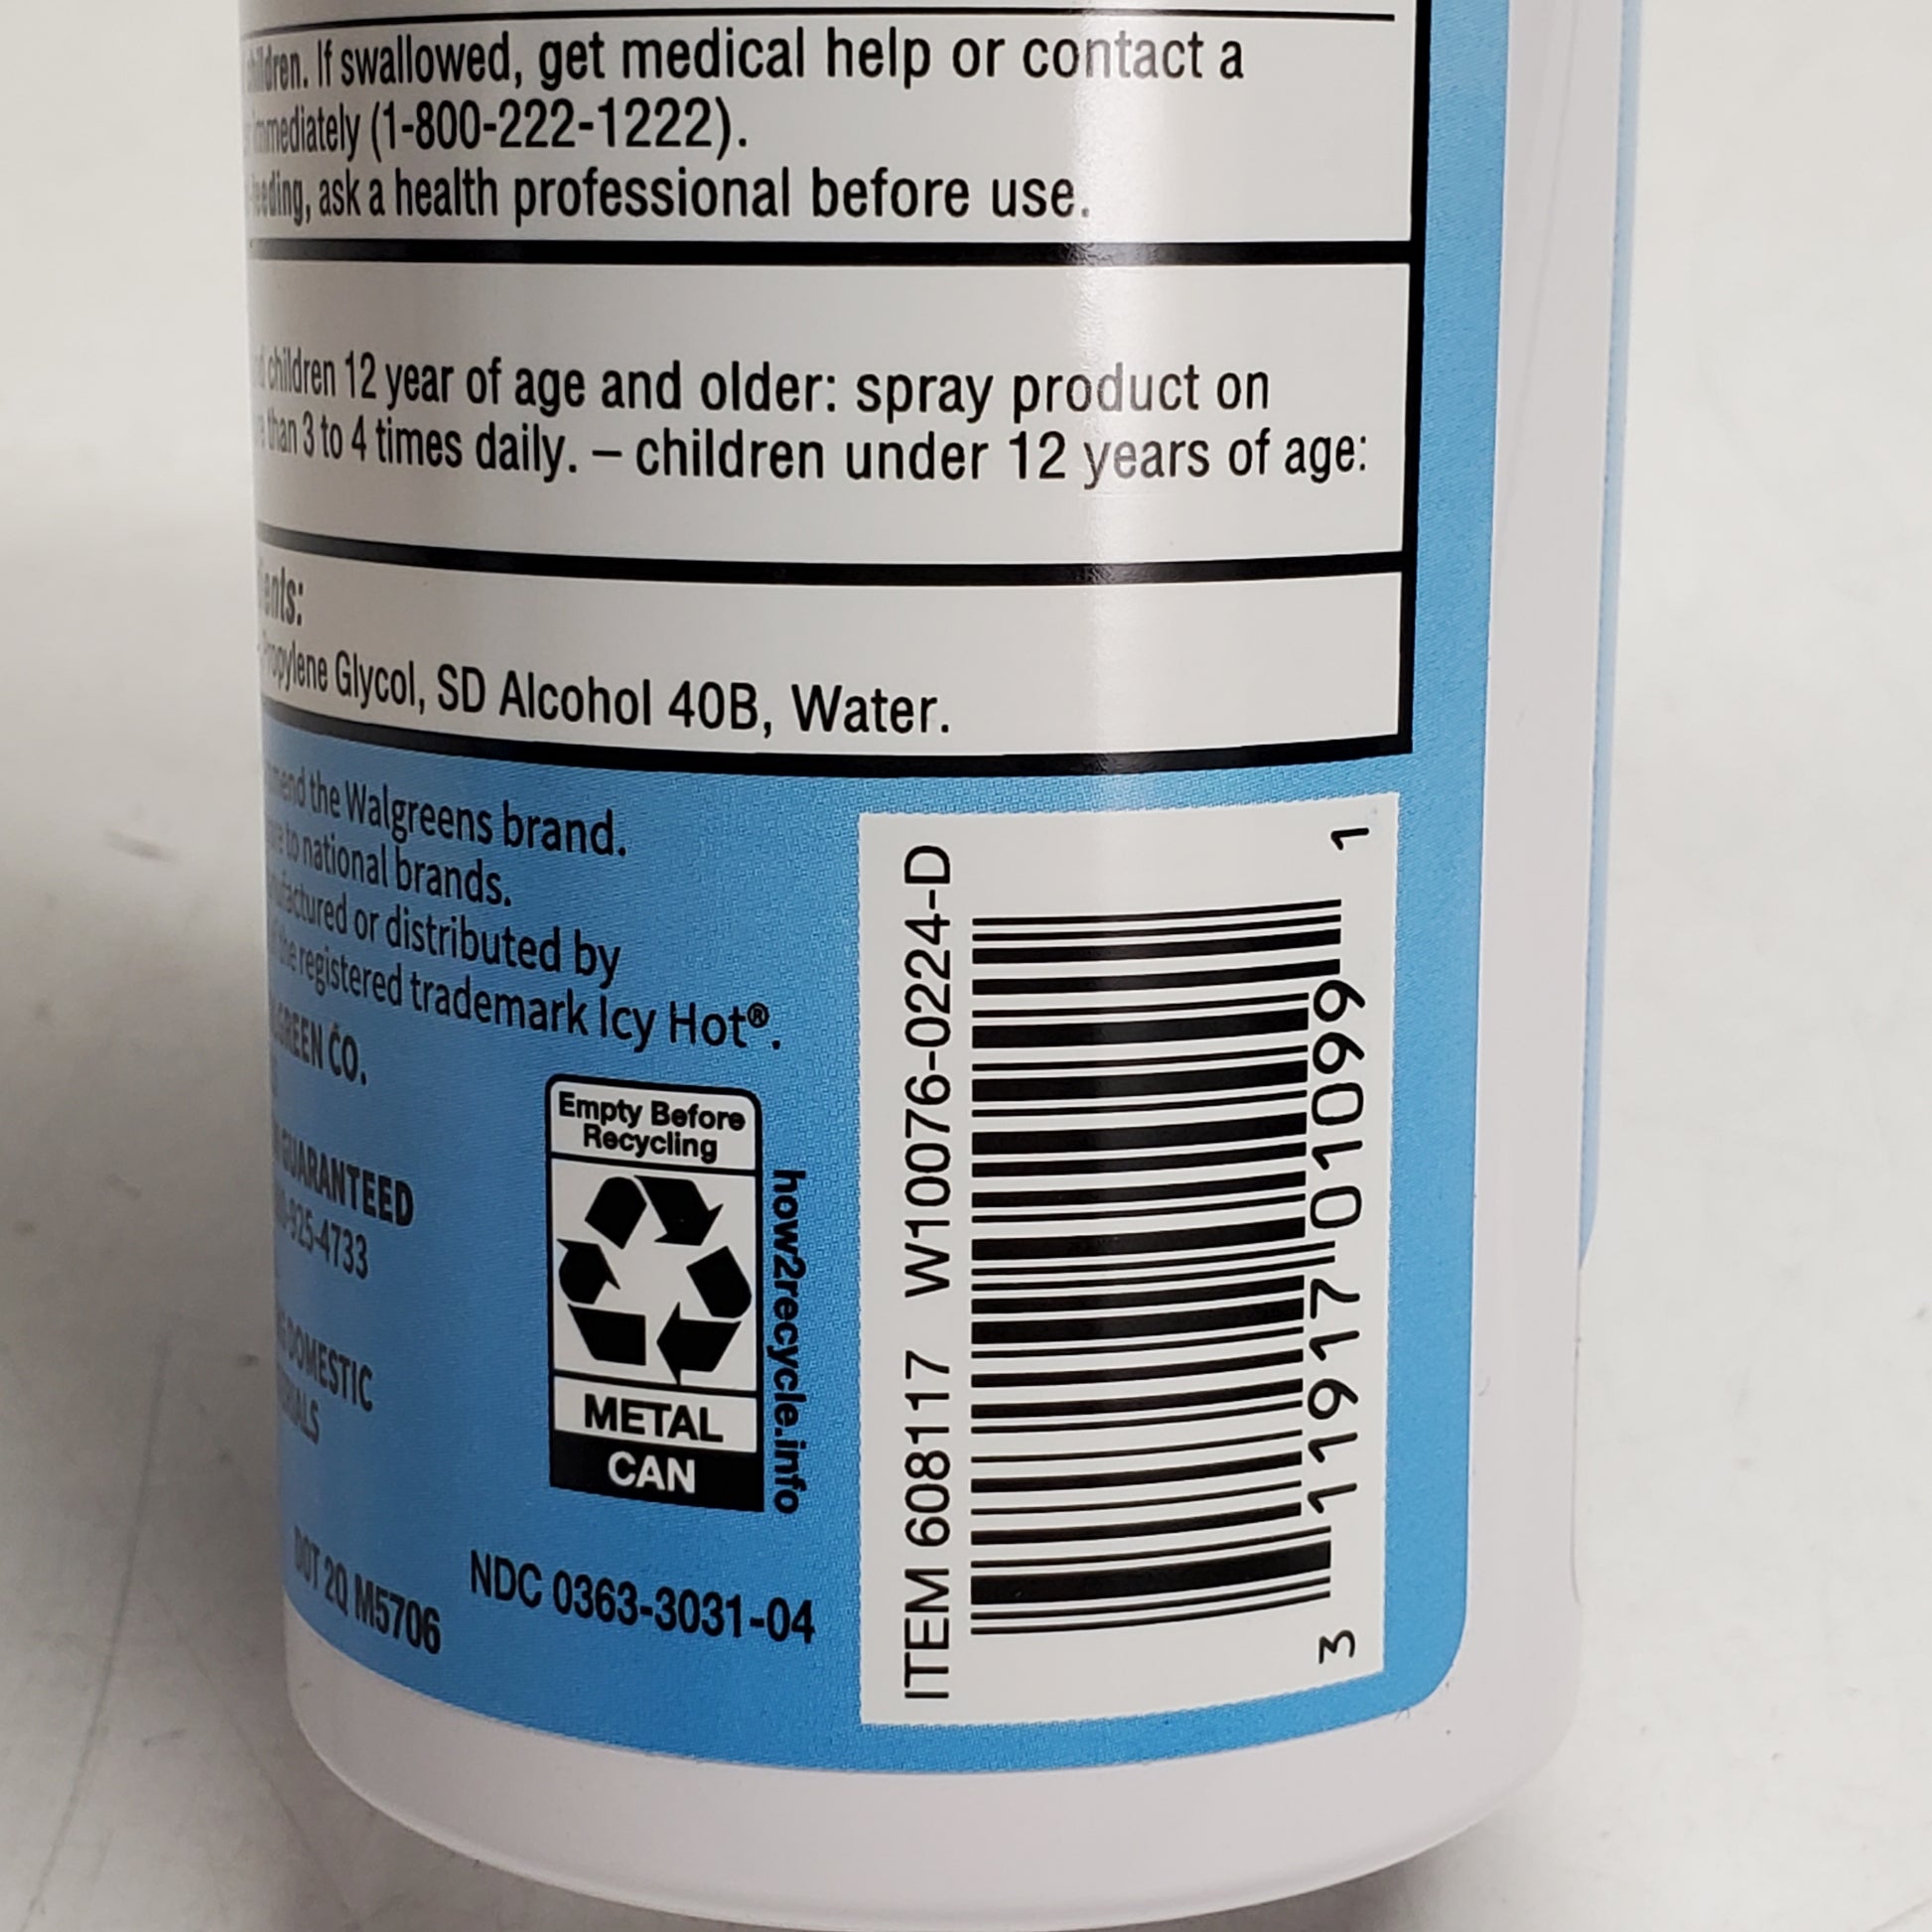 If swallowed, get medical help or contact a
immediately (1-800-222-1222).
ask a health professional before use.
children 12 year of age and older: spray product on
than 3 to 4 times daily. – children under 12 years of age:
Propylene Glycol, SD Alcohol 40B, Water.
the Walgreens brand.
to national brands.
or distributed by
the registered trademark Icy Hot®.
CO.
GUARANTEED
DOMESTIC
Empty Before
Recycling
METAL
CAN
how2recycle.info
DOT 2Q M5706
NDC 0363-3031-04
ITEM 608117 W10076-0224-D
3 11917 01099 1